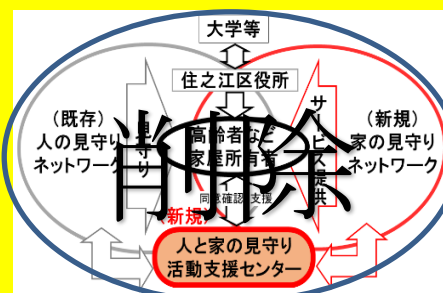 大学等
住之江区役所
(既存)
人の見守り
ネットワーク
見守り
高齢者など
家屋所有者
サービス提供
(新規)
家の見守り
ネットワーク
削除
同意確認 支援
(新規)
人と家の見守り
活動支援センター